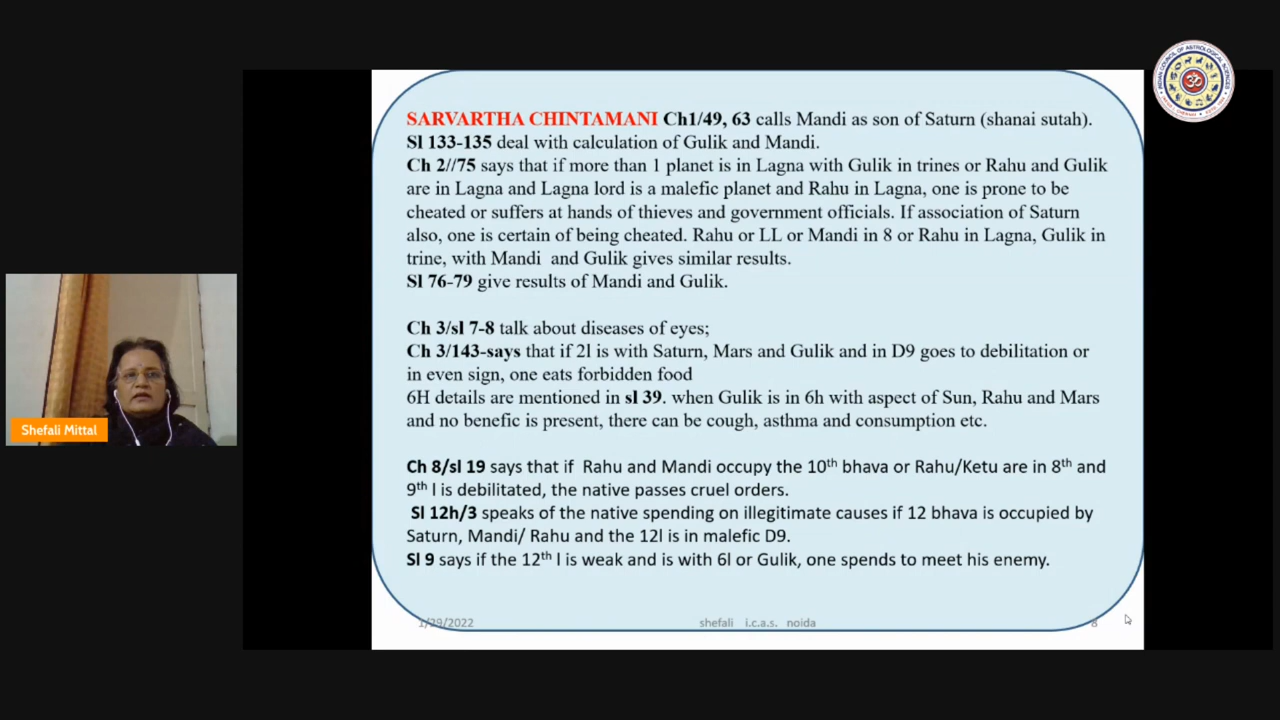 SARVARTHA CHINTAMANI Ch1/49, 63 calls Mandi as son of Saturn (shanai sutah).
Sl 133-135 deal with calculation of Gulik and Mandi.
Ch 2//75 says that if more than 1 planet is in Lagna with Gulik in trines or Rahu and Gulik
are in Lagna and Lagna lord is a malefic planet and Rahu in Lagna, one is prone to be
cheated or suffers at hands of thieves and government officials. If association of Saturn
also, one is certain of being cheated. Rahu or LL or Mandi in 8 or Rahu in Lagna, Gulik in
trine, with Mandi and Gulik gives similar results.
Sl 76-79 give results of Mandi and Gulik.
Ch 3/sl 7-8 talk about diseases of eyes;
Ch 3/143-says that if 2l is with Saturn, Mars and Gulik and in D9 goes to debilitation or
in even sign, one eats forbidden food
6H details are mentioned in sl 39. when Gulik is in 6h with aspect of Sun, Rahu and Mars
and no benefic is present, there can be cough, asthma and consumption etc.
Ch 8/sl 19 says that if Rahu and Mandi occupy the 10th bhava or Rahu/Ketu are in 8th and
9th l is debilitated, the native passes cruel orders.
Sl 12h/3 speaks of the native spending on illegitimate causes if 12 bhava is occupied by
Saturn, Mandi/ Rahu and the 12l is in malefic D9.
Sl 9 says if the 12th l is weak and is with 6l or Gulik, one spends to meet his enemy.
1/29/2022 shefali i.c.a.s. noida 8
Shefali Mittal